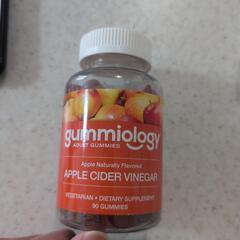 gummiology
ADULT GUMMIES
Apple Naturally Flavored
APPLE CIDER VINEGAR
VEGETARIAN • DIETARY SUPPLEMENT
90 GUMMIES